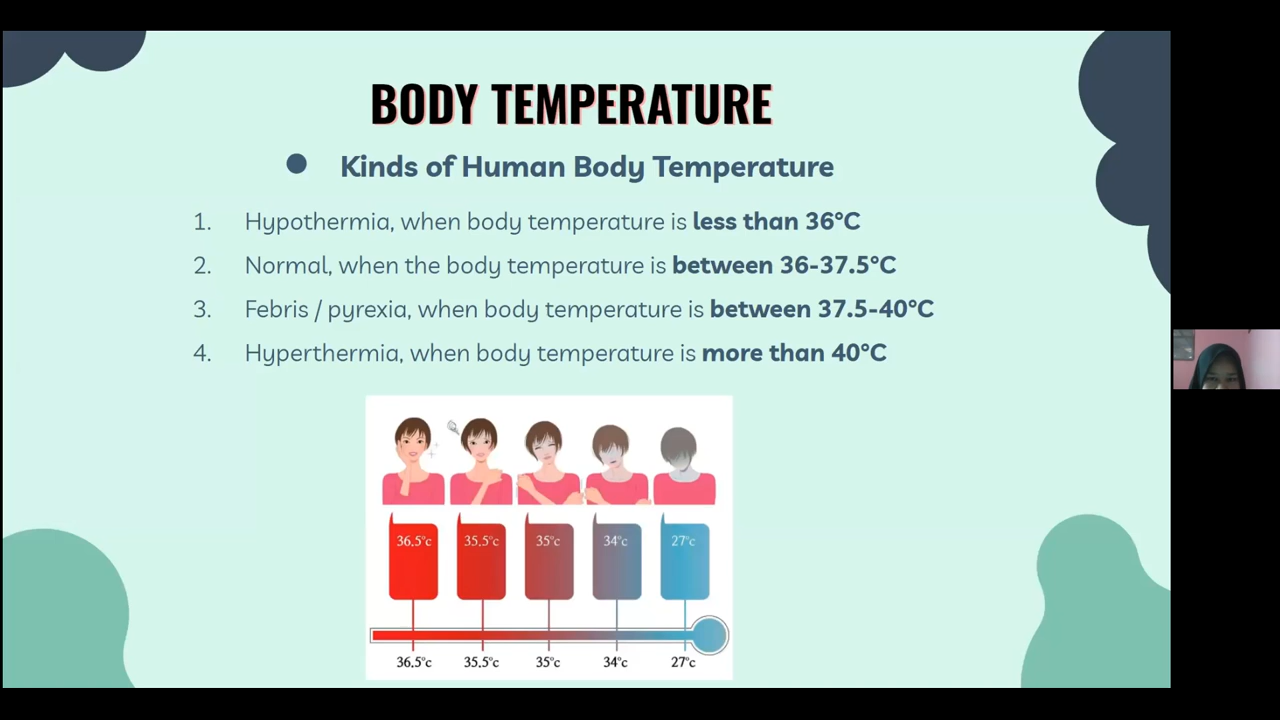 BODY TEMPERATURE
● Kinds of Human Body Temperature
1. Hypothermia, when body temperature is less than 36°C
2. Normal, when the body temperature is between 36-37.5°C
3. Febris / pyrexia, when body temperature is between 37.5-40°C
4. Hyperthermia, when body temperature is more than 40°C
36.5°c 35.5°c 35°c 34°c 27°c
36.5°c 35.5°c 35°c 34°c 27°c